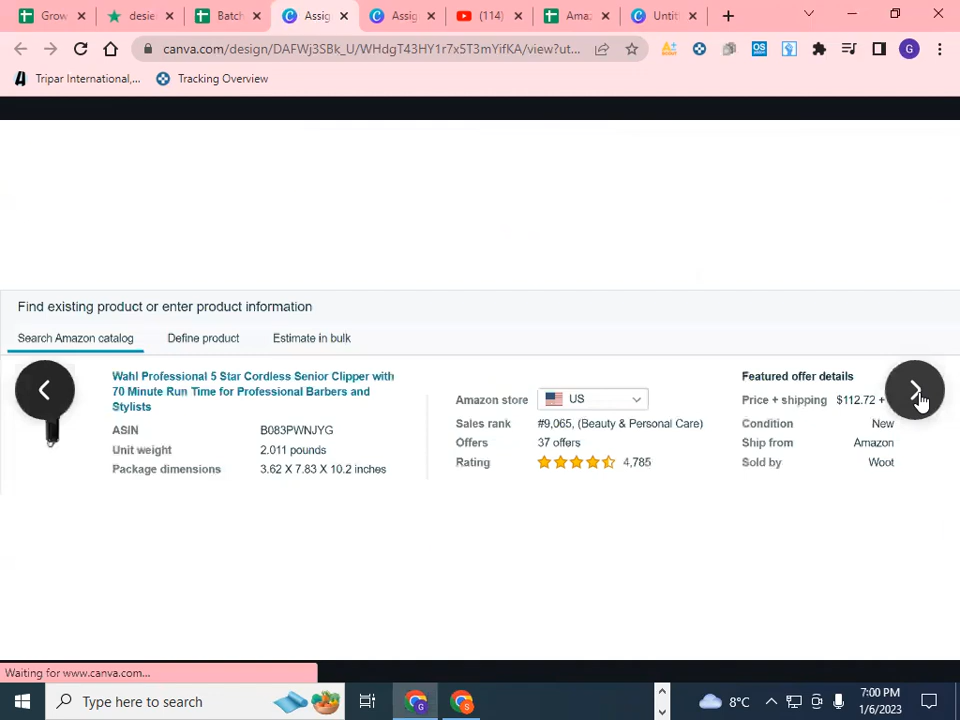 Grow
desie
Batch
Assig
Assig
(114)
Ama
Unti
canva.com/design/DAFWj3SBk_U/WHdgT43HY1r7x5T3mYifKA/view?ut...
G
Tripar International,...
Tracking Overview
Find existing product or enter product information
Search Amazon catalog
Define product
Estimate in bulk
Wahl Professional 5 Star Cordless Senior Clipper with
70 Minute Run Time for Professional Barbers and
Stylists
ASIN B083PWNJYG
Unit weight 2.011 pounds
Package dimensions 3.62 X 7.83 X 10.2 inches
Amazon store US
Sales rank #9,065, (Beauty & Personal Care)
Offers 37 offers
Rating 4,785
Featured offer details
Price + shipping $112.72 +
Condition New
Ship from Amazon
Sold by Woot
Waiting for www.canva.com...
Type here to search
8°C
7:00 PM
1/6/2023